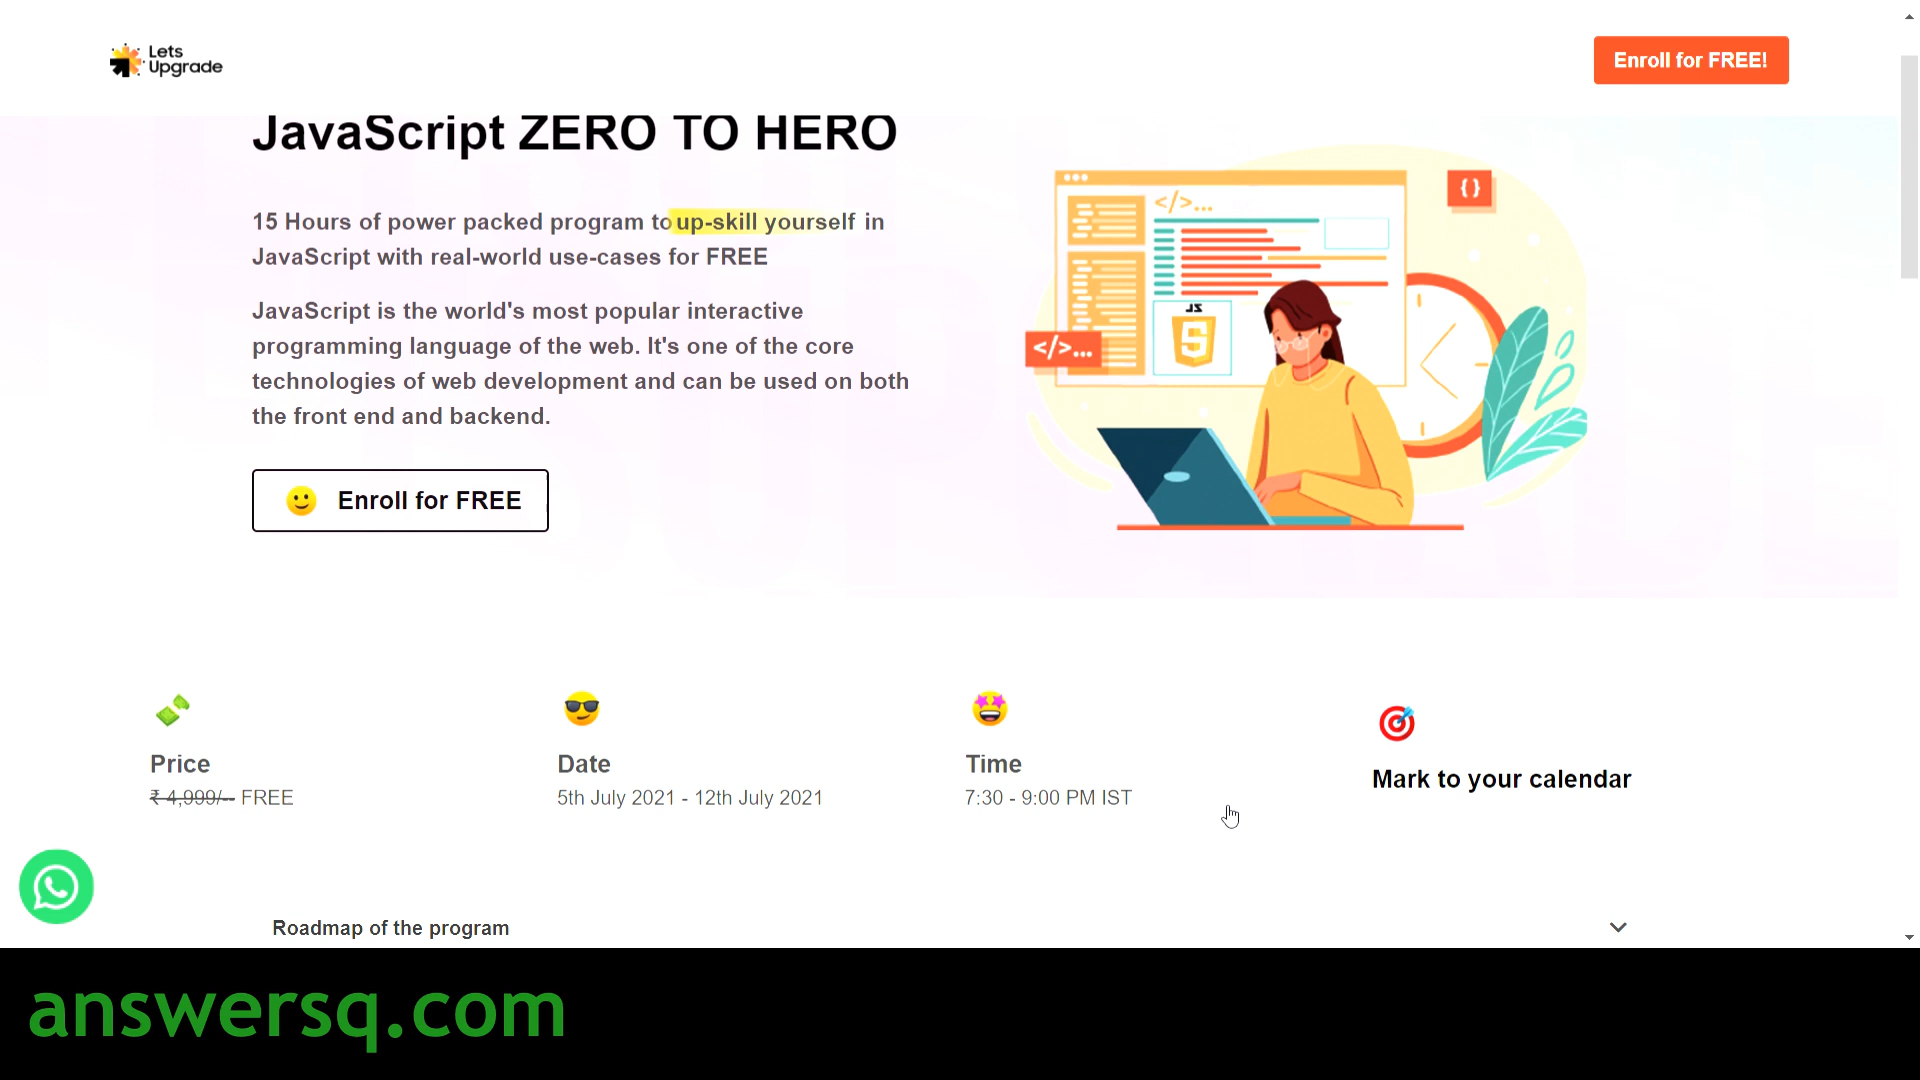 Lets
Upgrade
Enroll for FREE!
JavaScript ZERO TO HERO
15 Hours of power packed program to up-skill yourself in
JavaScript with real-world use-cases for FREE
JavaScript is the world's most popular interactive
programming language of the web. It's one of the core
technologies of web development and can be used on both
the front end and backend.
Enroll for FREE
</>...
{}
JS
</>...
Price
₹ 4,999/-- FREE
Date
5th July 2021 - 12th July 2021
Time
7:30 - 9:00 PM IST
Mark to your calendar
Roadmap of the program
answersq.com